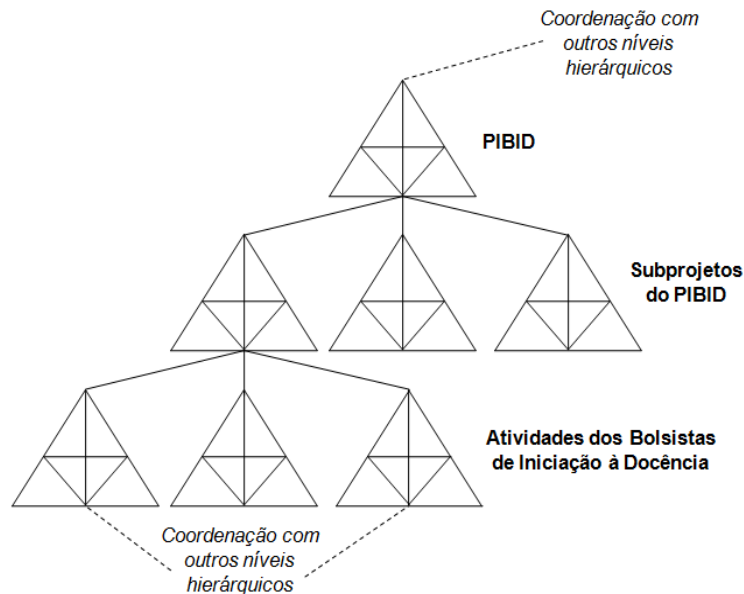 Coordenação com
outros níveis
hierárquicos
PIBID
Subprojetos
do PIBID
Atividades dos Bolsistas
de Iniciação à Docência
Coordenação com
outros níveis
hierárquicos